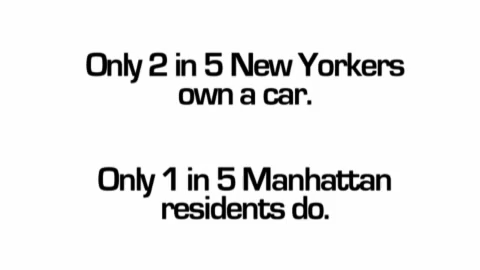 Only 2 in 5 New Yorkers
own a car.
Only 1 in 5 Manhattan
residents do.